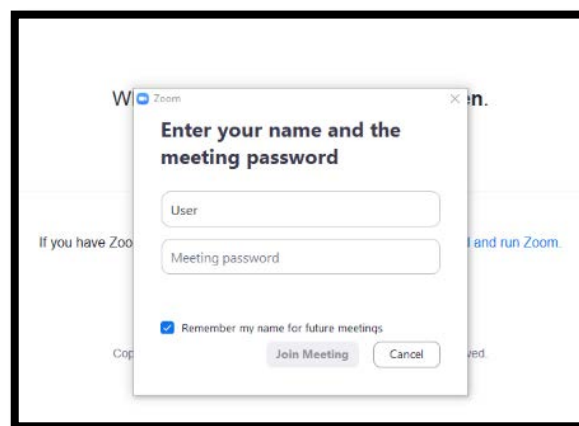 Zoom
W
en.
Enter your name and the
meeting password
User
If you have Zoo
and run Zoom.
Meeting password
Remember my name for future meetings
Cop
Join Meeting
Cancel
ved.